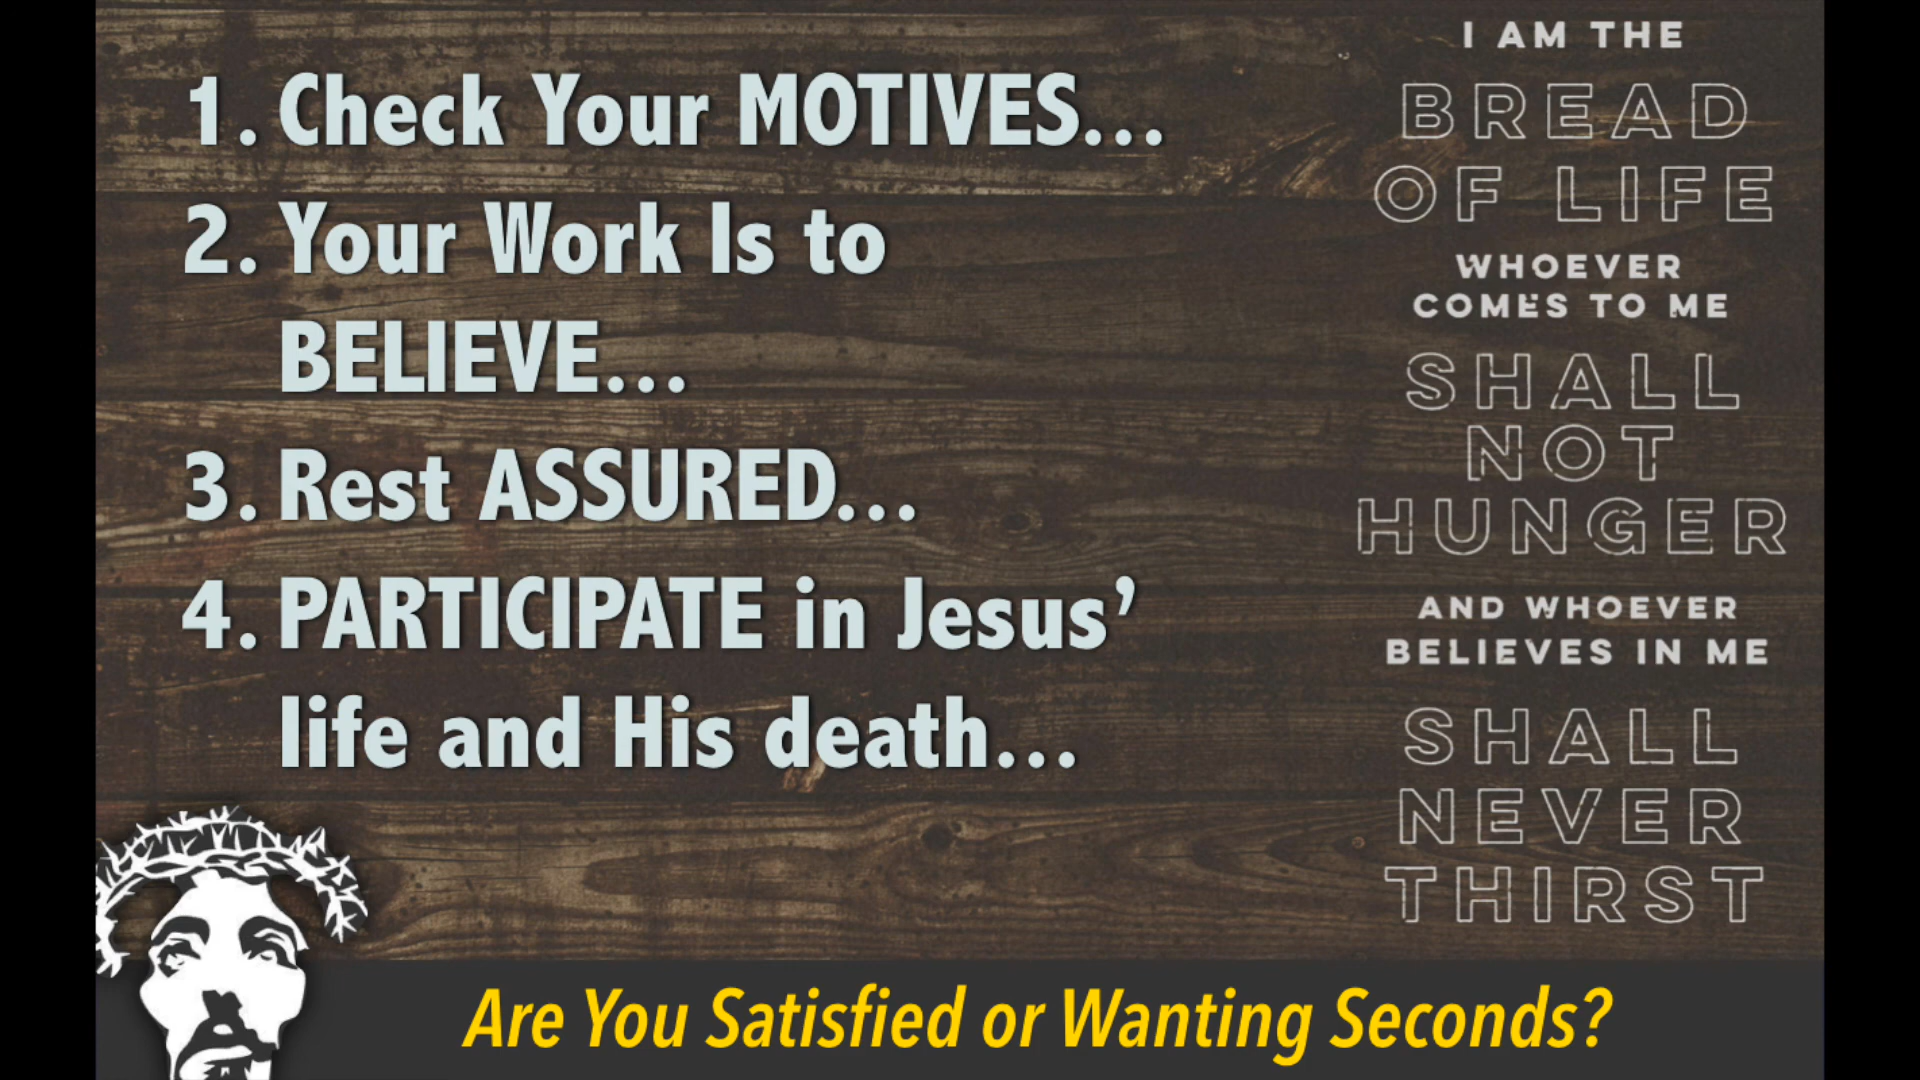 1. Check Your MOTIVES...
2. Your Work Is to
BELIEVE...
3. Rest ASSURED...
4. PARTICIPATE in Jesus’
life and His death...
I AM THE
BREAD
OF LIFE
WHOEVER
COMES TO ME
SHALL
NOT
HUNGER
AND WHOEVER
BELIEVES IN ME
SHALL
NEVER
THIRST
Are You Satisfied or Wanting Seconds?